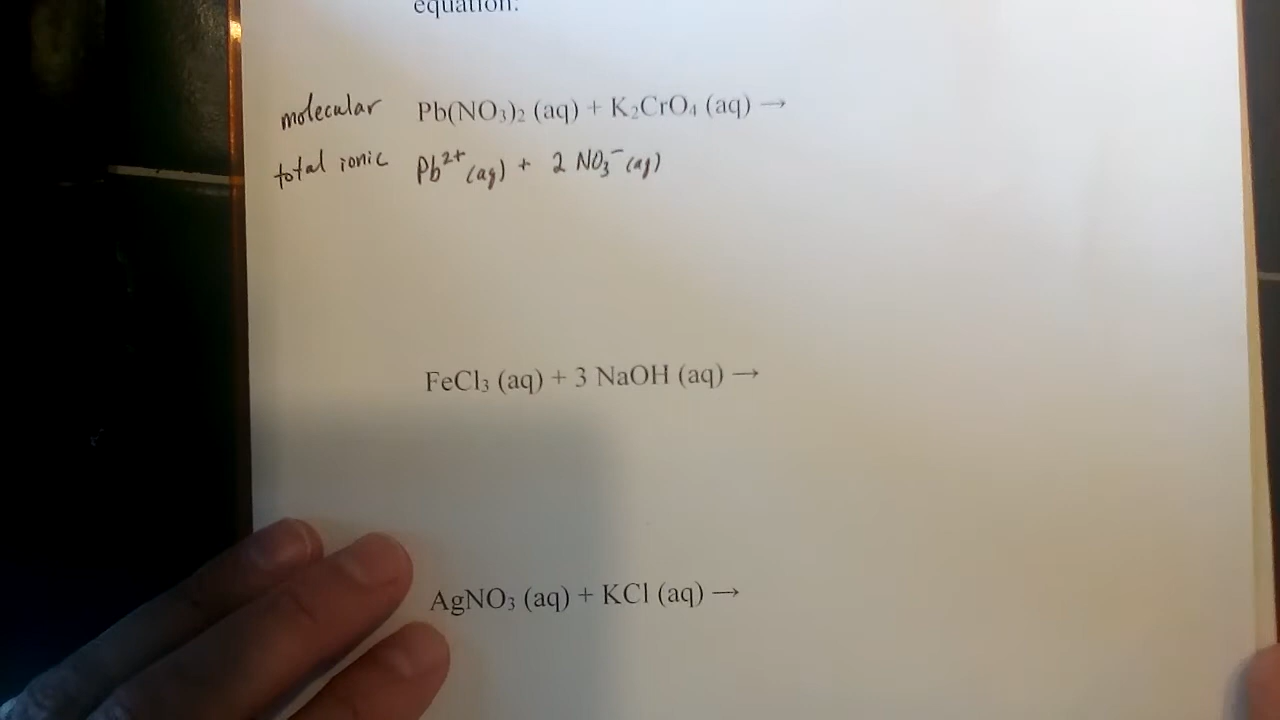 equation:
molecular Pb(NO₃)₂ (aq) + K₂CrO₄ (aq) →
total ionic Pb²⁺ (aq) + 2 NO₃⁻ (aq)
FeCl₃ (aq) + 3 NaOH (aq) →
AgNO₃ (aq) + KCl (aq) →